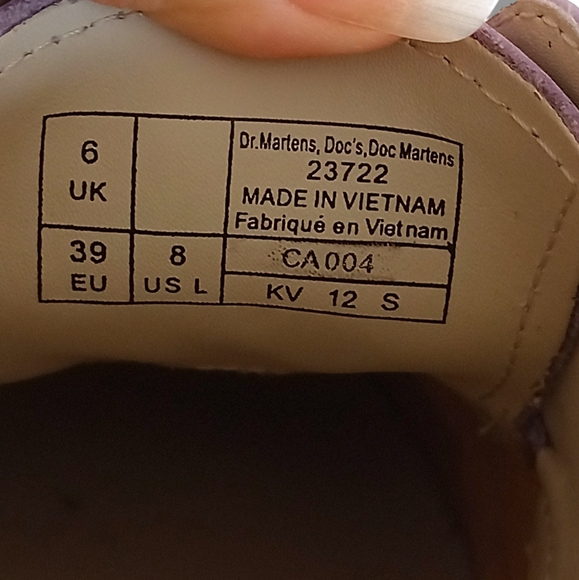 6
UK
Dr.Martens, Doc's,Doc Martens
23722
MADE IN VIETNAM
Fabriqué en Vietnam
39
EU
8
US L
CA004
KV 12 S